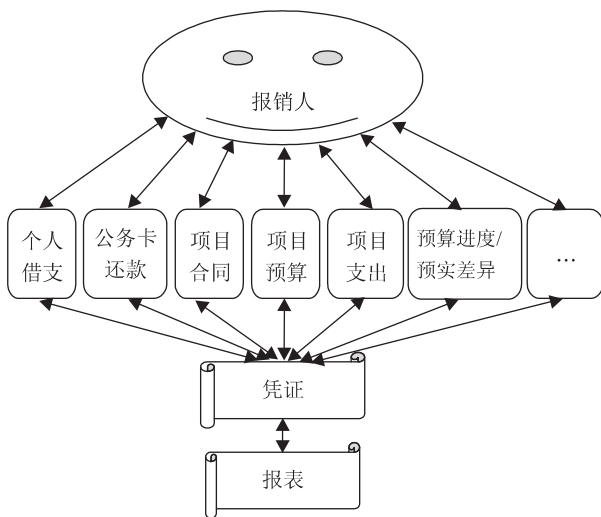 报销人
个人
借支
公务卡
还款
项目
合同
项目
预算
项目
支出
预算进度/
预实差异
...
凭证
报表